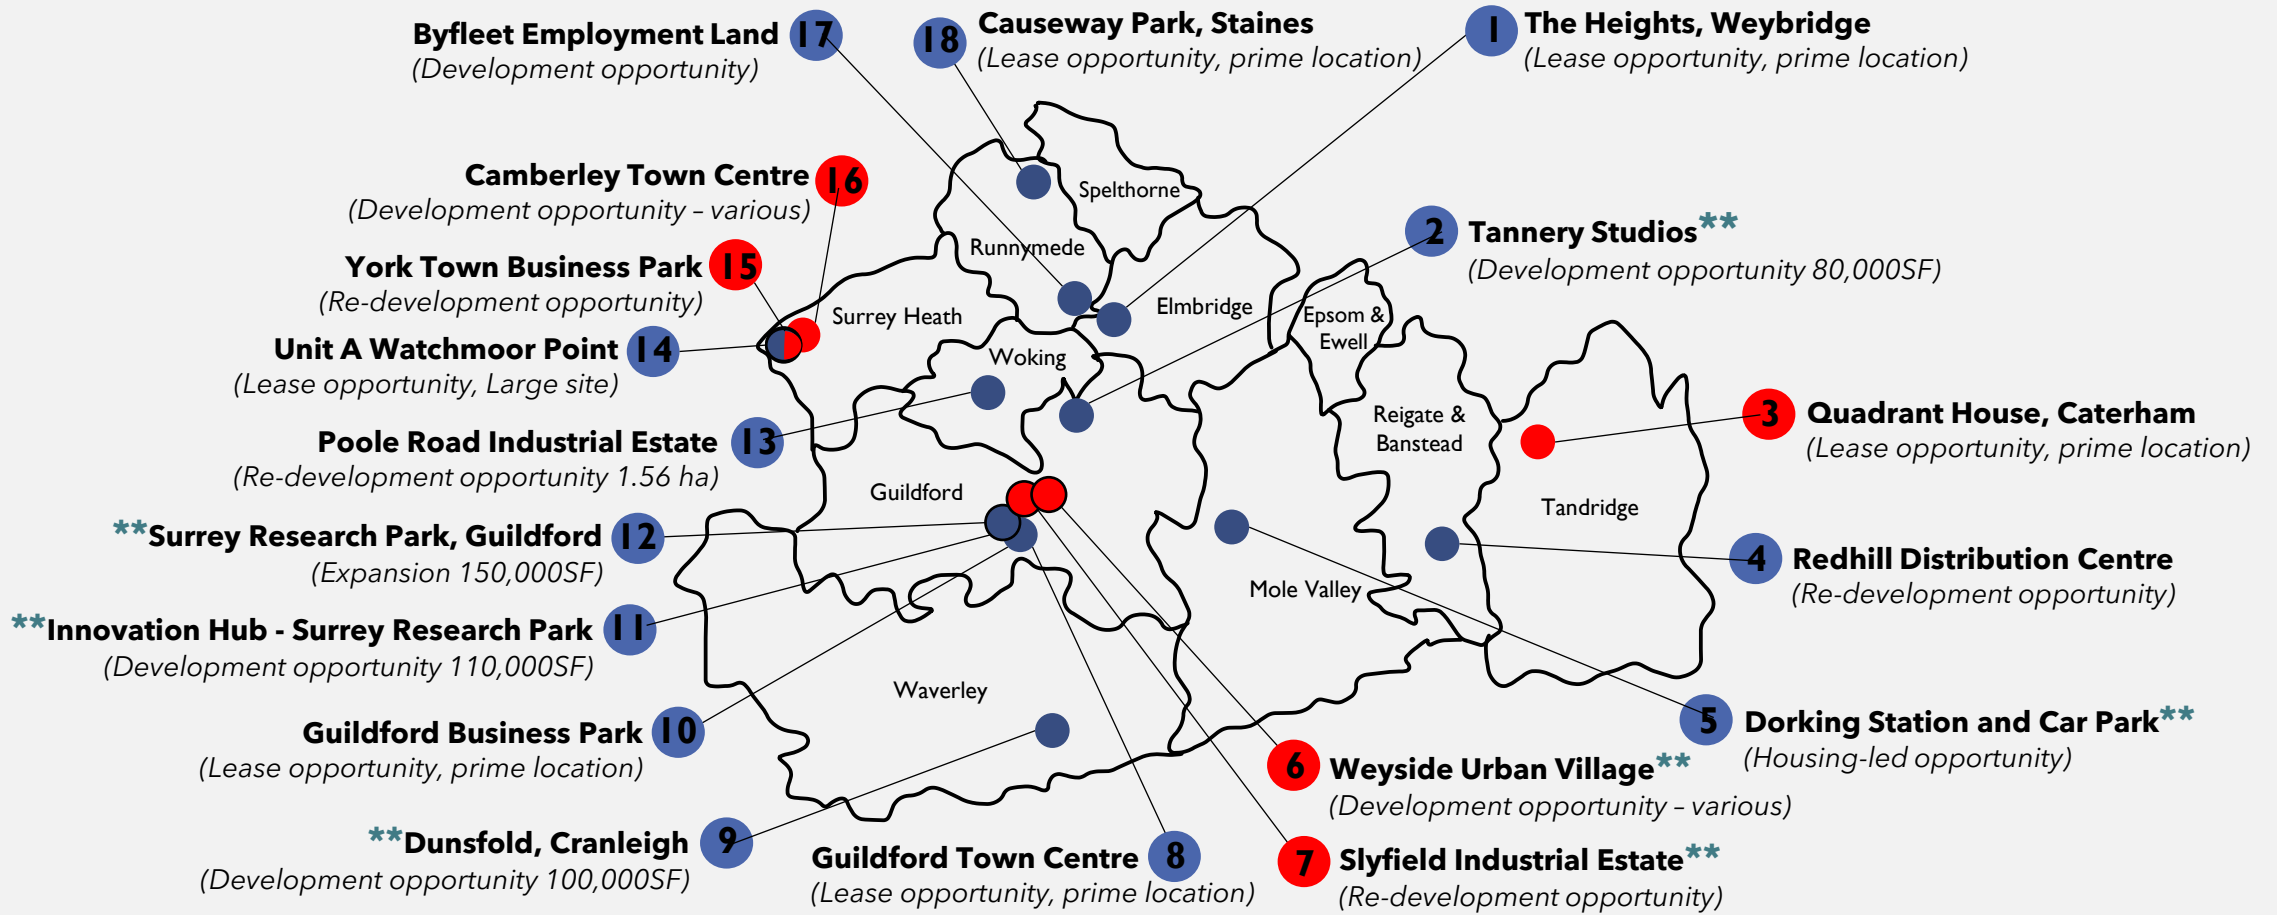 Byfleet Employment Land 17
(Development opportunity)
18 Causeway Park, Staines
(Lease opportunity, prime location)
1 The Heights, Weybridge
(Lease opportunity, prime location)
Camberley Town Centre 16
(Development opportunity – various)
York Town Business Park 15
(Re-development opportunity)
Unit A Watchmoor Point 14
(Lease opportunity, Large site)
Poole Road Industrial Estate 13
(Re-development opportunity 1.56 ha)
**Surrey Research Park, Guildford 12
(Expansion 150,000SF)
**Innovation Hub - Surrey Research Park 11
(Development opportunity 110,000SF)
Guildford Business Park 10
(Lease opportunity, prime location)
**Dunsfold, Cranleigh 9
(Development opportunity 100,000SF)
Spelthorne
Runnymede
Surrey Heath
Elmbridge
Woking
Epsom &
Ewell
Reigate &
Banstead
Guildford
Tandridge
Mole Valley
Waverley
2 Tannery Studios**
(Development opportunity 80,000SF)
3 Quadrant House, Caterham
(Lease opportunity, prime location)
4 Redhill Distribution Centre
(Re-development opportunity)
5 Dorking Station and Car Park**
(Housing-led opportunity)
6 Weyside Urban Village**
(Development opportunity – various)
7 Slyfield Industrial Estate**
(Re-development opportunity)
Guildford Town Centre 8
(Lease opportunity, prime location)